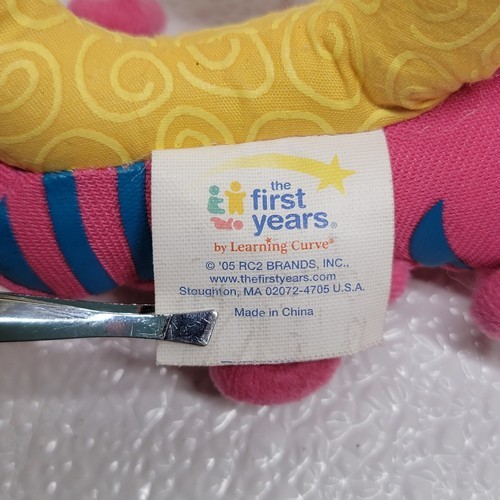 the
first
years®
by Learning Curve®
© '05 RC2 BRANDS, INC.,
www.thefirstyears.com
Stoughton, MA 02072-4705 U.S.A.
Made in China